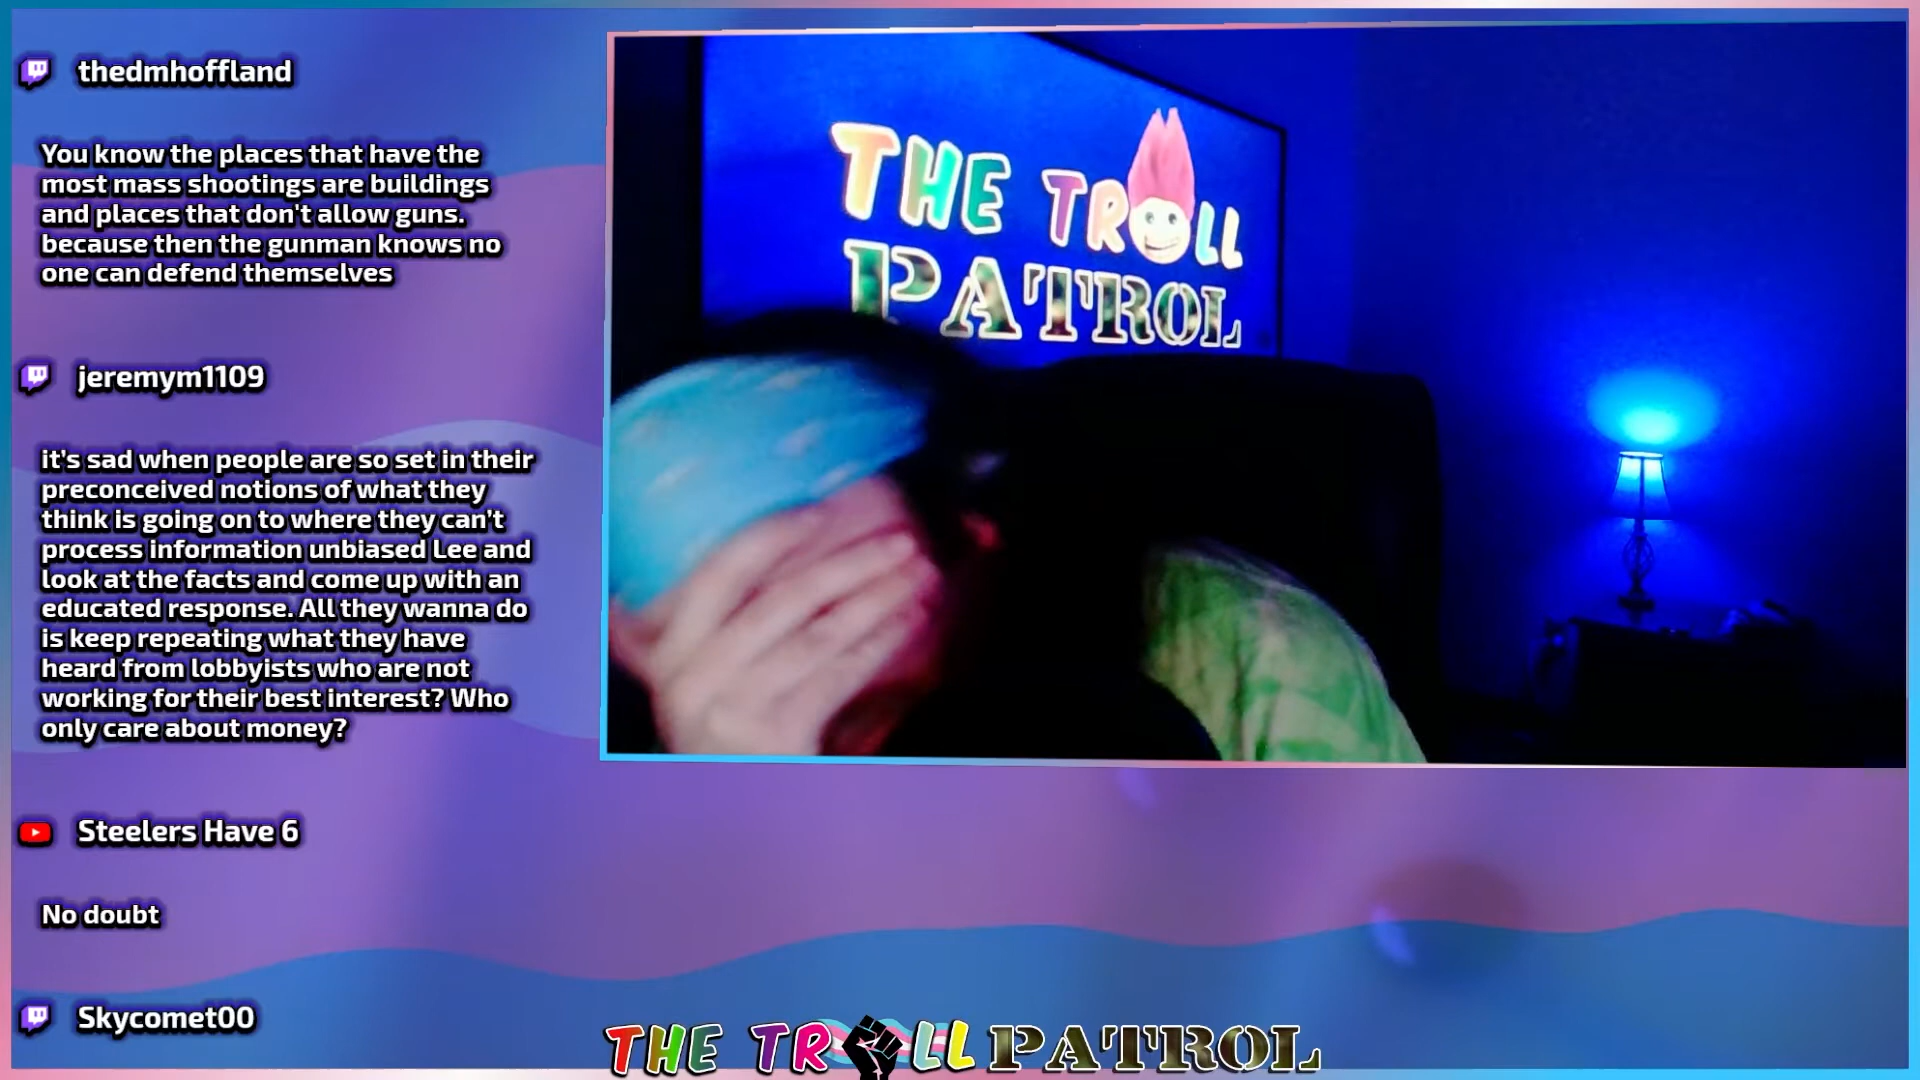 thedmhoffland
You know the places that have the
most mass shootings are buildings
and places that don't allow guns.
because then the gunman knows no
one can defend themselves
jeremym1109
it's sad when people are so set in their
preconceived notions of what they
think is going on to where they can't
process information unbiased Lee and
look at the facts and come up with an
educated response. All they wanna do
is keep repeating what they have
heard from lobbyists who are not
working for their best interest? Who
only care about money?
Steelers Have 6
No doubt
Skycomet00
THE TROLL
PATROL
THE TROLL PATROL